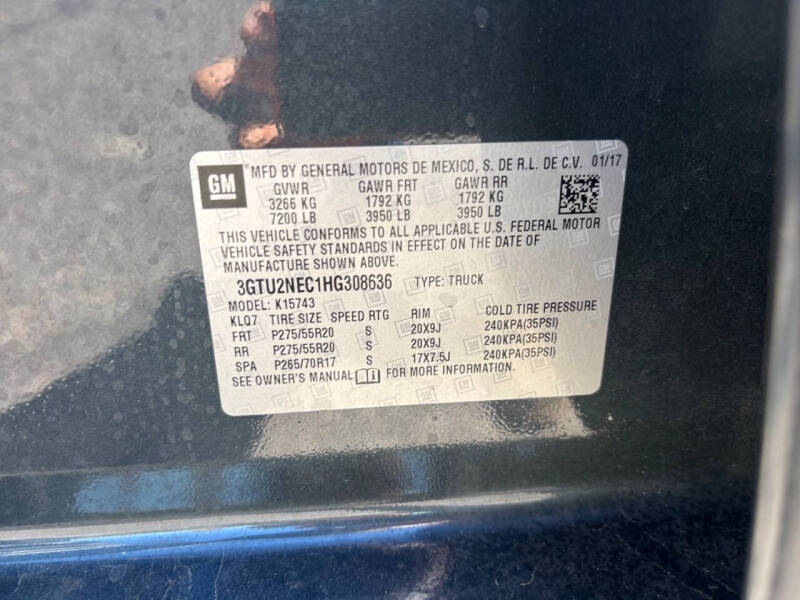 GM
MFD BY GENERAL MOTORS DE MEXICO, S. DE R.L. DE C.V. 01/17
GVWR GAWR FRT GAWR RR
3266 KG 1792 KG 1792 KG
7200 LB 3950 LB 3950 LB
THIS VEHICLE CONFORMS TO ALL APPLICABLE U.S. FEDERAL MOTOR
VEHICLE SAFETY STANDARDS IN EFFECT ON THE DATE OF
MANUFACTURE SHOWN ABOVE.
3GTU2NEC1HG308636 TYPE: TRUCK
MODEL: K15743
KLQ7 TIRE SIZE SPEED RTG RIM COLD TIRE PRESSURE
FRT P275/55R20 S 20X9J 240KPA(35PSI)
RR P275/55R20 S 20X9J 240KPA(35PSI)
SPA P265/70R17 S 17X7.5J 240KPA(35PSI)
SEE OWNER'S MANUAL FOR MORE INFORMATION.